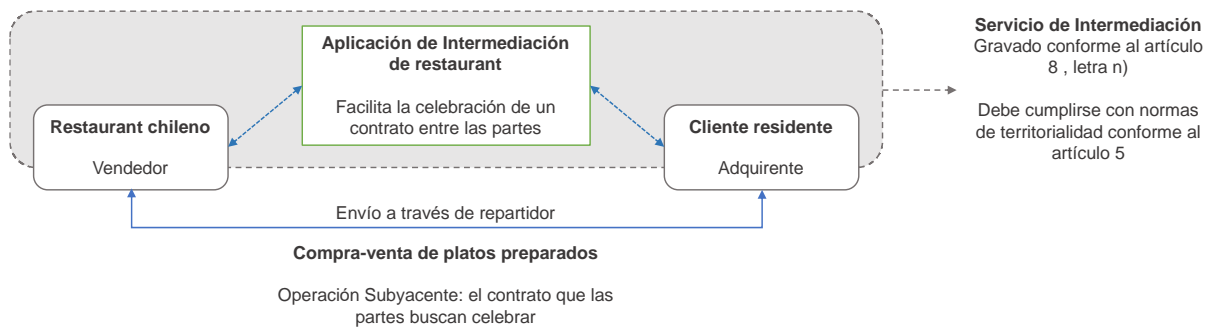 Aplicación de Intermediación
de restaurant
Facilita la celebración de un
contrato entre las partes
Restaurant chileno
Vendedor
Cliente residente
Adquirente
Servicio de Intermediación
Gravado conforme al artículo
8 , letra n)
Debe cumplirse con normas
de territorialidad conforme al
artículo 5
Envío a través de repartidor
Compra-venta de platos preparados
Operación Subyacente: el contrato que las
partes buscan celebrar